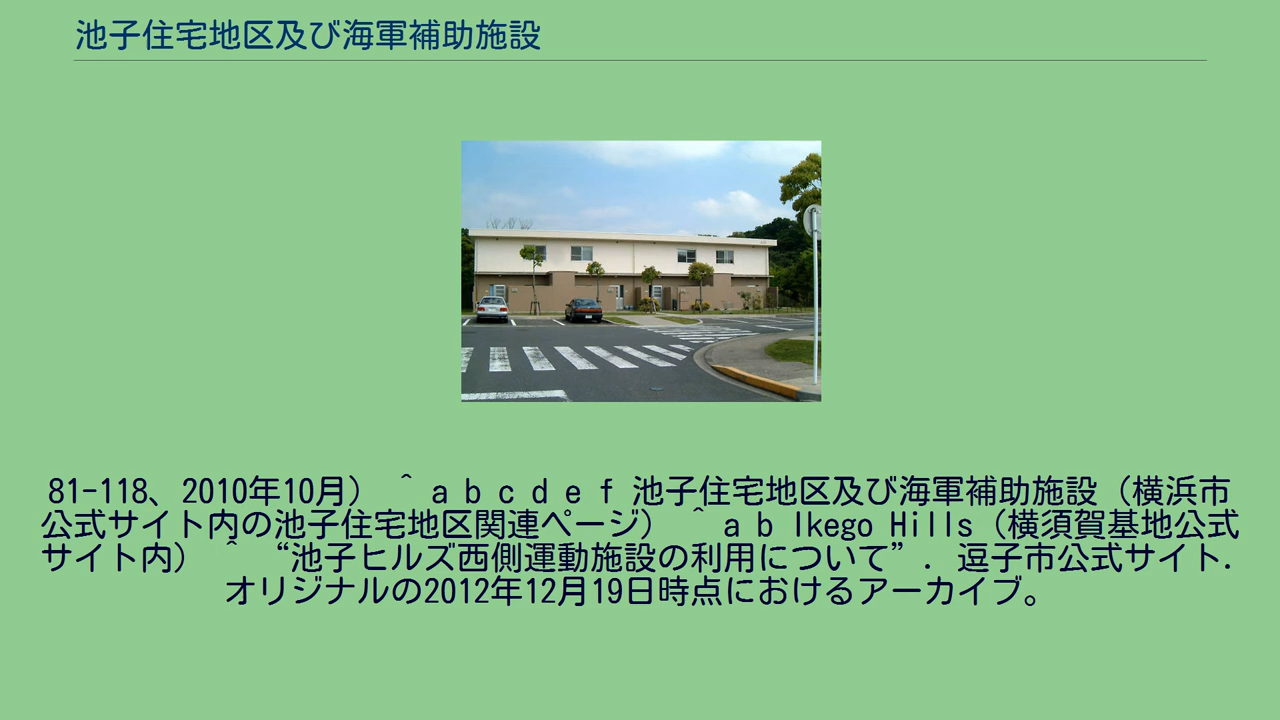 池子住宅地区及び海軍補助施設
81-118、2010年10月） ^ a b c d e f 池子住宅地区及び海軍補助施設（横浜市
公式サイト内の池子住宅地区関連ページ） ^ a b Ikego Hills（横須賀基地公式
サイト内） ^ “池子ヒルズ西側運動施設の利用について”. 逗子市公式サイト.
オリジナルの2012年12月19日時点におけるアーカイブ。